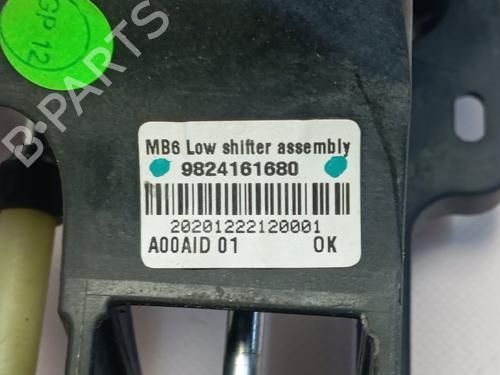 GP 12
B-PARTS
MB6 Low shifter assembly
9824161680
20201222120001
A00AID 01 OK